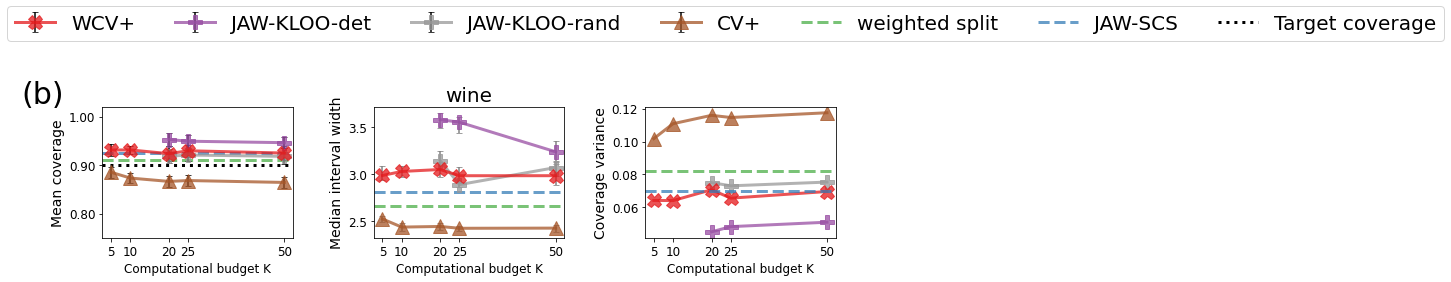 WCV+ JAW-KLOO-det JAW-KLOO-rand CV+ weighted split JAW-SCS Target coverage
(b)
wine
Mean coverage
1.00
0.90
0.80
5 10 20 25 50
Computational budget K
Median interval width
3.5
3.0
2.5
5 10 20 25 50
Computational budget K
Coverage variance
0.12
0.10
0.08
0.06
5 10 20 25 50
Computational budget K